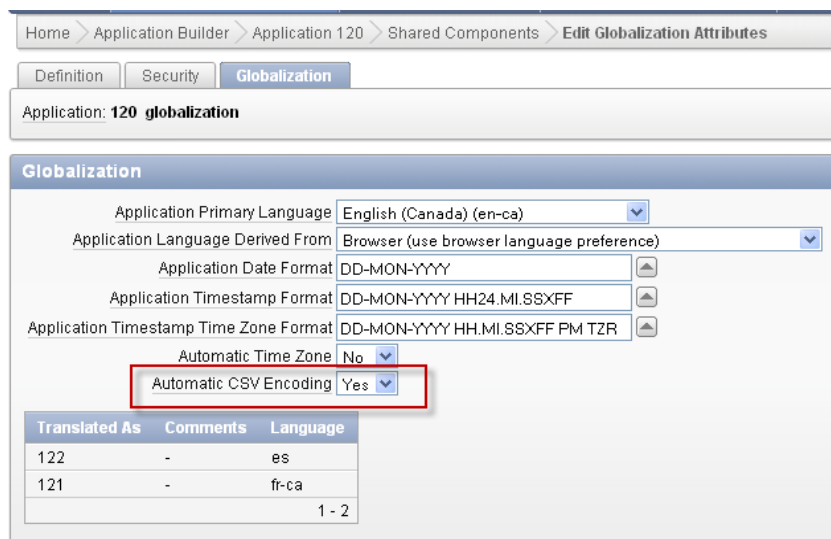 Home > Application Builder > Application 120 > Shared Components > Edit Globalization Attributes
Definition Security Globalization
Application: 120 globalization
Globalization
Application Primary Language English (Canada) (en-ca)
Application Language Derived From Browser (use browser language preference)
Application Date Format DD-MON-YYYY
Application Timestamp Format DD-MON-YYYY HH24.MI.SSXFF
Application Timestamp Time Zone Format DD-MON-YYYY HH.MI.SSXFF PM TZR
Automatic Time Zone No
Automatic CSV Encoding Yes
Translated As Comments Language
122 - es
121 - fr-ca
1 - 2